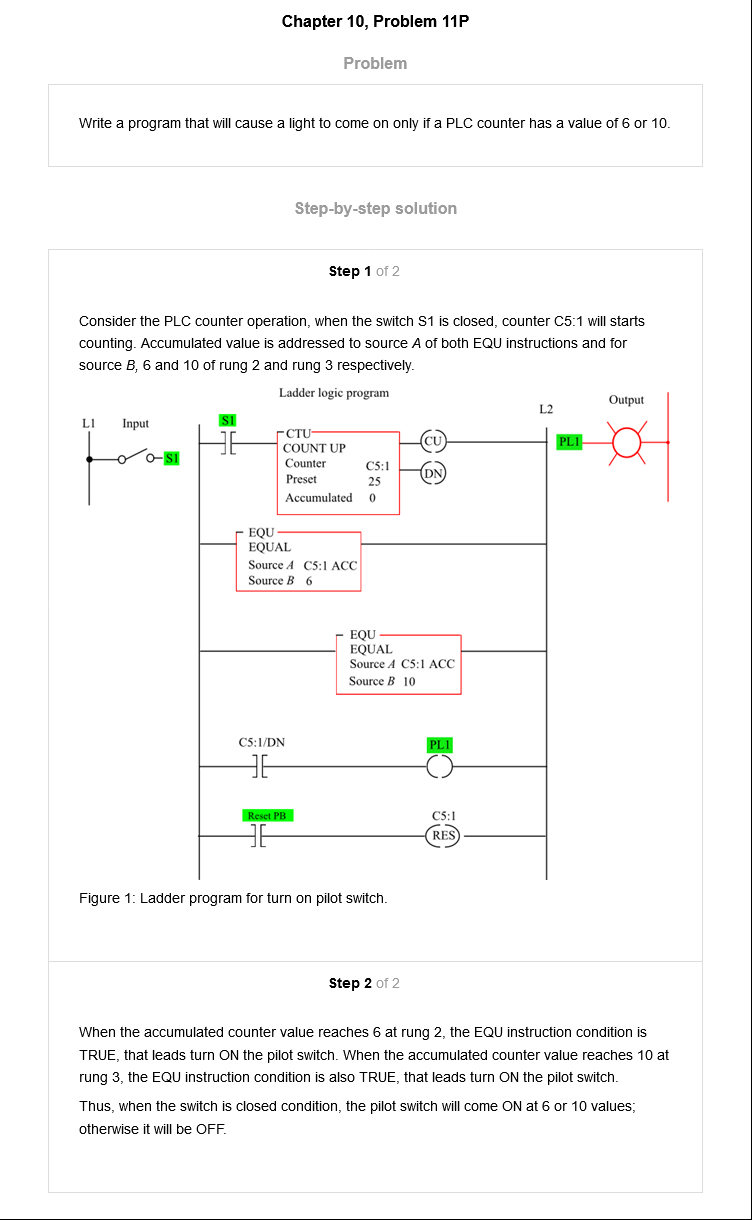 Chapter 10, Problem 11P
Problem
Write a program that will cause a light to come on only if a PLC counter has a value of 6 or 10.
Step-by-step solution
Step 1 of 2
Consider the PLC counter operation, when the switch S1 is closed, counter C5:1 will starts
counting. Accumulated value is addressed to source A of both EQU instructions and for
source B, 6 and 10 of rung 2 and rung 3 respectively.
Ladder logic program
L1 Input
S1
S1
CTU
COUNT UP
Counter C5:1
Preset 25
Accumulated 0
CU
DN
L2
Output
PL1
EQU
EQUAL
Source A C5:1 ACC
Source B 6
EQU
EQUAL
Source A C5:1 ACC
Source B 10
C5:1/DN
PL1
Reset PB
C5:1
RES
Figure 1: Ladder program for turn on pilot switch.
Step 2 of 2
When the accumulated counter value reaches 6 at rung 2, the EQU instruction condition is
TRUE, that leads turn ON the pilot switch. When the accumulated counter value reaches 10 at
rung 3, the EQU instruction condition is also TRUE, that leads turn ON the pilot switch.
Thus, when the switch is closed condition, the pilot switch will come ON at 6 or 10 values;
otherwise it will be OFF.